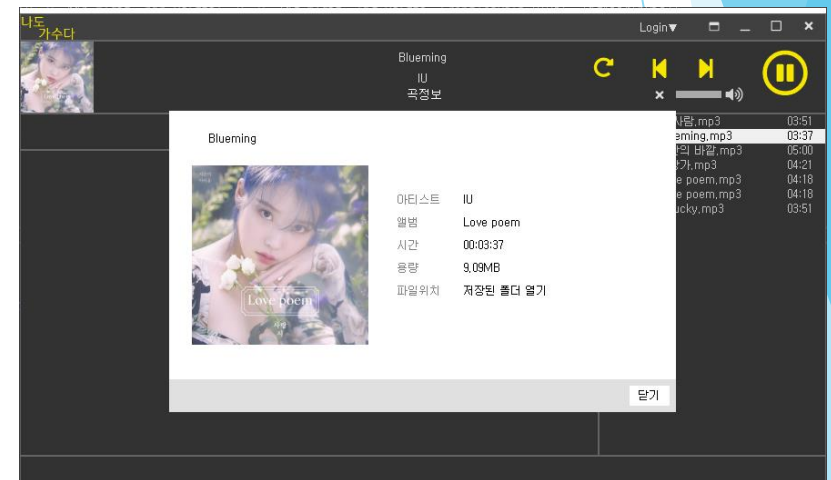 나도
가수다
Login▼
Blueming
IU
곡정보
Blueming
아티스트 IU
앨범 Love poem
시간 00:03:37
용량 9,09MB
파일위치 저장된 폴더 열기
Love poem
닫기
사람,mp3 03:51
eming,mp3 03:37
의 바깥,mp3 05:00
가,mp3 04:21
e poem,mp3 04:18
e poem,mp3 04:18
ucky,mp3 03:51